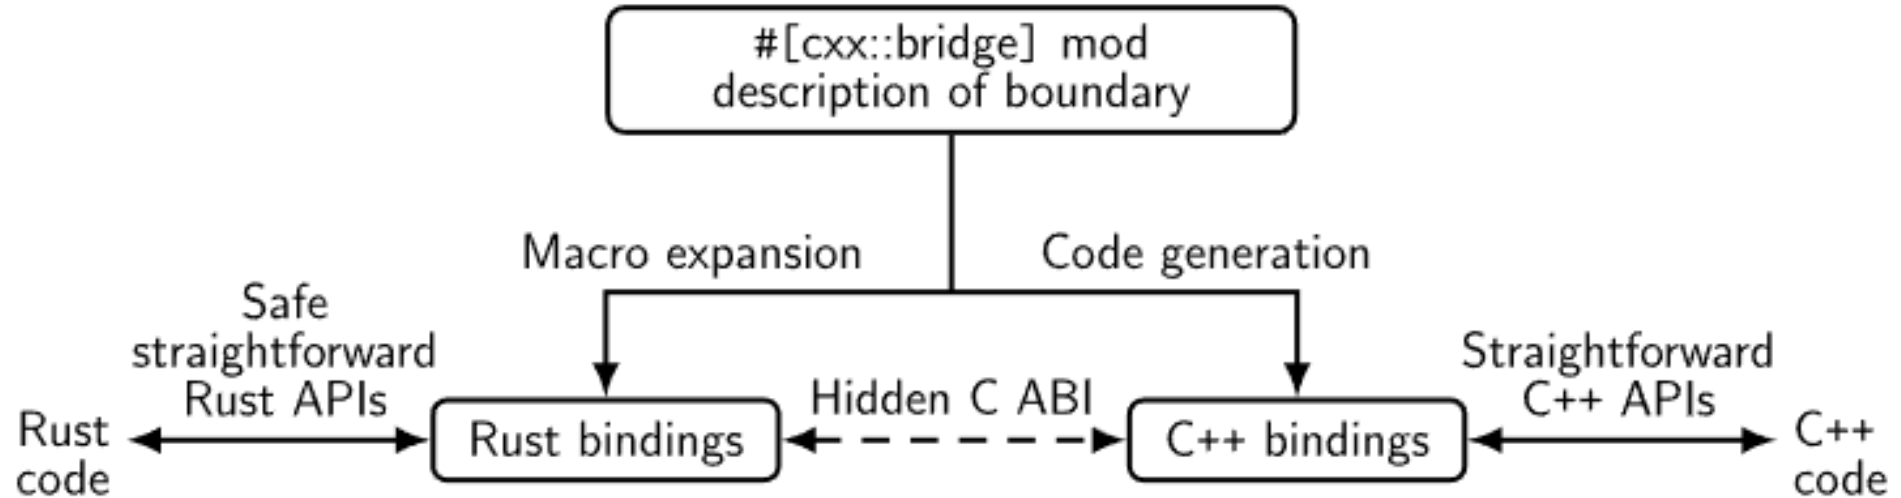 #[cxx::bridge] mod
description of boundary
Macro expansion
Code generation
Safe
straightforward
Rust APIs
Straightforward
C++ APIs
Hidden C ABI
Rust
code
Rust bindings
C++ bindings
C++
code